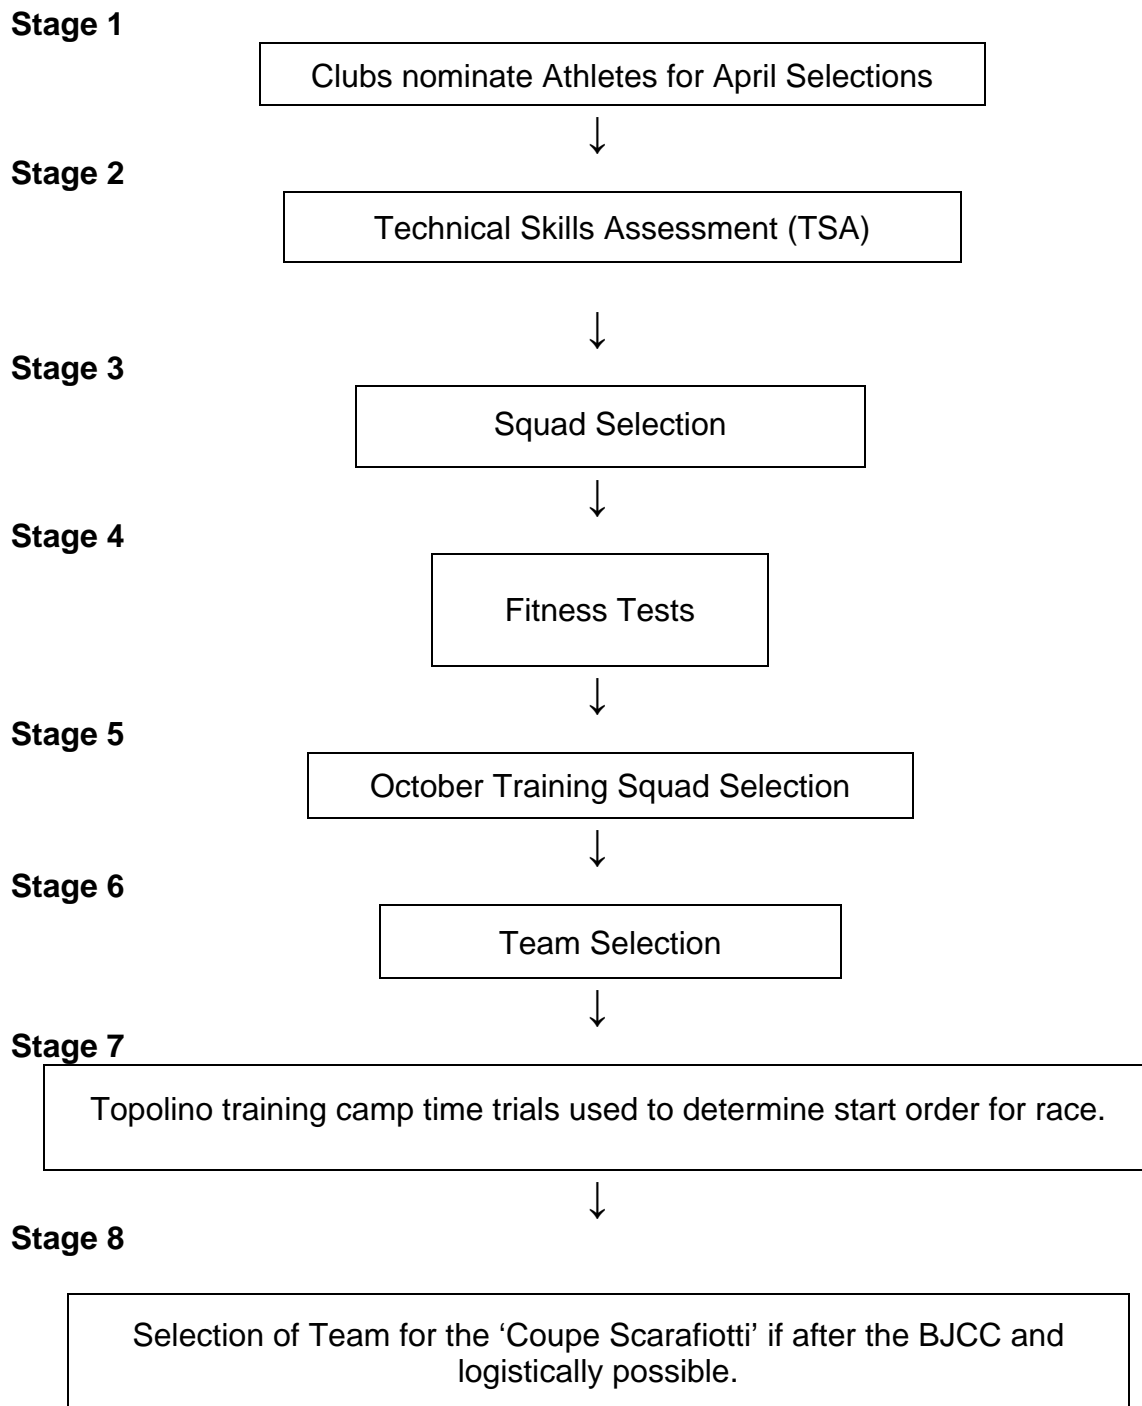 Stage 1
Clubs nominate Athletes for April Selections
↓
Stage 2
Technical Skills Assessment (TSA)
↓
Stage 3
Squad Selection
↓
Stage 4
Fitness Tests
↓
Stage 5
October Training Squad Selection
↓
Stage 6
Team Selection
↓
Stage 7
Topolino training camp time trials used to determine start order for race.
↓
Stage 8
Selection of Team for the ‘Coupe Scarafiotti’ if after the BJCC and
logistically possible.